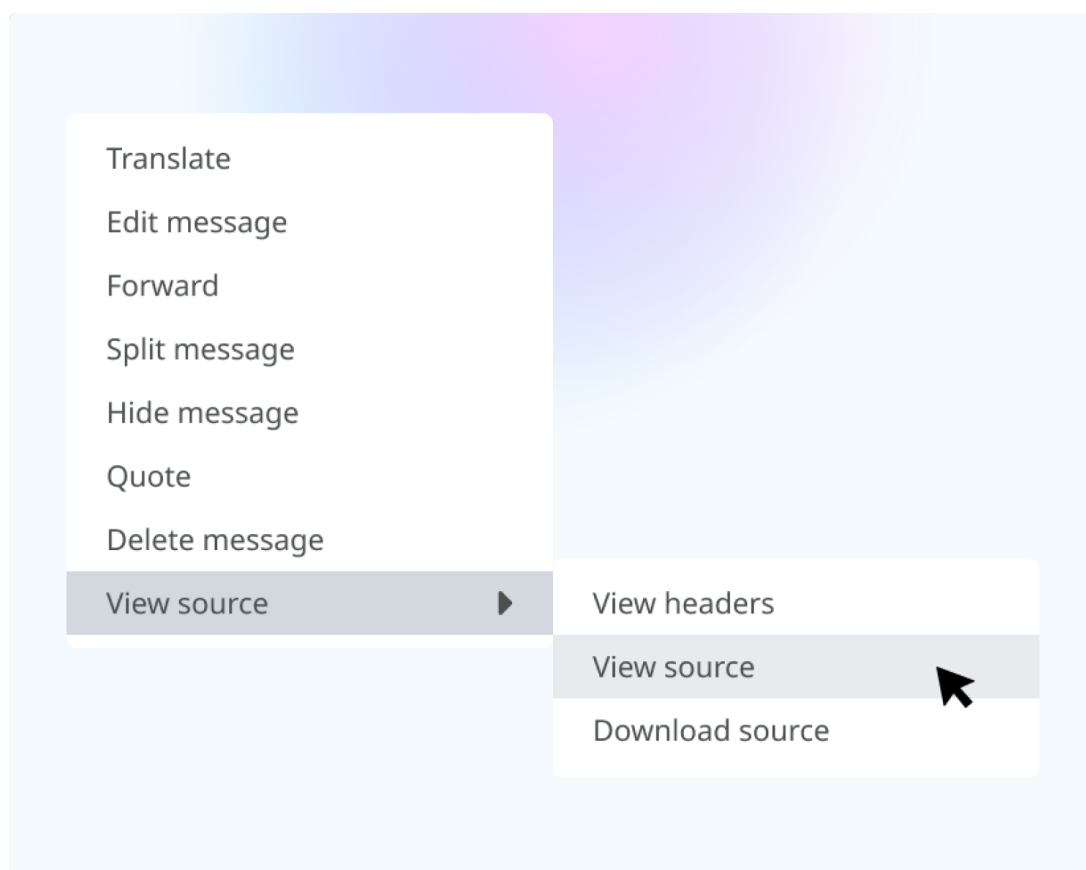 Translate
Edit message
Forward
Split message
Hide message
Quote
Delete message
View source
View headers
View source
Download source